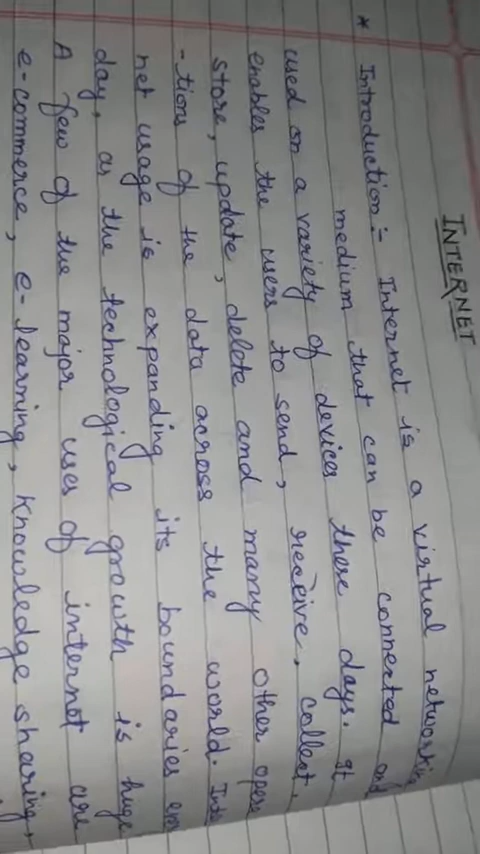 INTERNET
* Introduction :- Internet is a virtual networking
medium that can be connected and
used on a variety of devices these days. It
enables the users to send, receive, collect,
store, update, delete and many other opera
-tions of the data across the world. Inter
net usage is expanding its boundaries
day, as the technological growth is huge
A few of the major uses of internet are
e-commerce, e-learning, knowledge sharing,